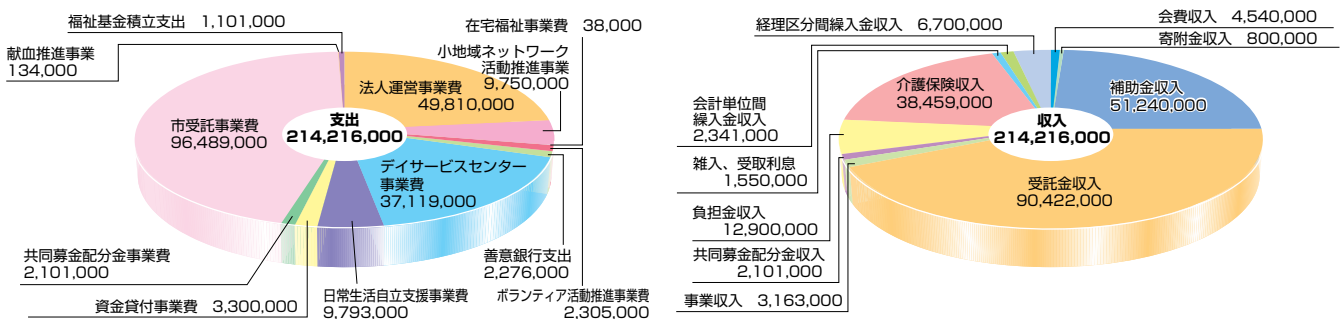 福祉基金積立支出 1,101,000
献血推進事業
134,000
在宅福祉事業費 38,000
小地域ネットワーク
活動推進事業
9,750,000
法人運営事業費
49,810,000
市受託事業費
96,489,000
支出
214,216,000
デイサービスセンター
事業費
37,119,000
共同募金配分金事業費
2,101,000
資金貸付事業費 3,300,000
日常生活自立支援事業費
9,793,000
善意銀行支出
2,276,000
ボランティア活動推進事業費
2,305,000
経理区分間繰入金収入 6,700,000
会費収入 4,540,000
寄附金収入 800,000
補助金収入
51,240,000
介護保険収入
38,459,000
会計単位間
繰入金収入
2,341,000
収入
214,216,000
雑入、受取利息
1,550,000
受託金収入
90,422,000
負担金収入
12,900,000
共同募金配分金収入
2,101,000
事業収入 3,163,000